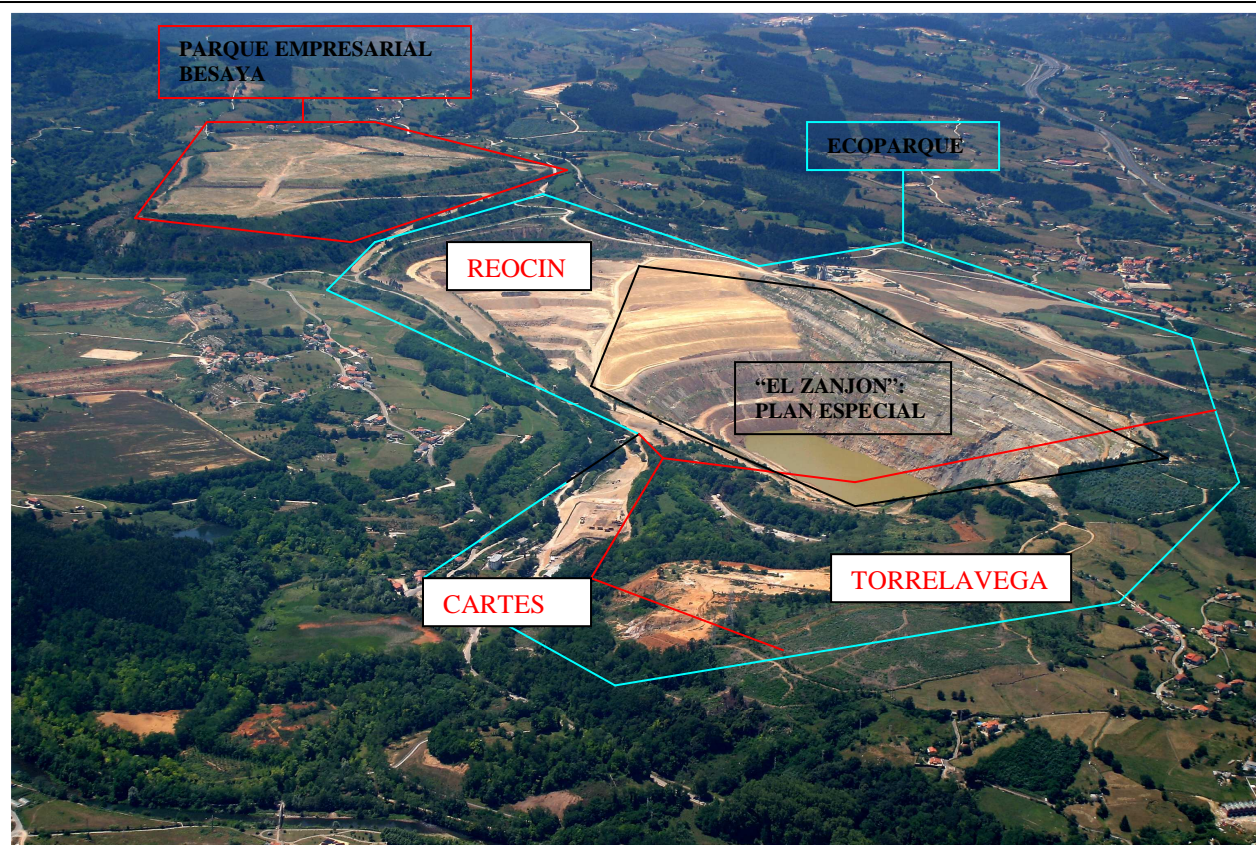 PARQUE EMPRESARIAL
BESAYA
ECOPARQUE
REOCIN
“EL ZANJON”:
PLAN ESPECIAL
TORRELAVEGA
CARTES